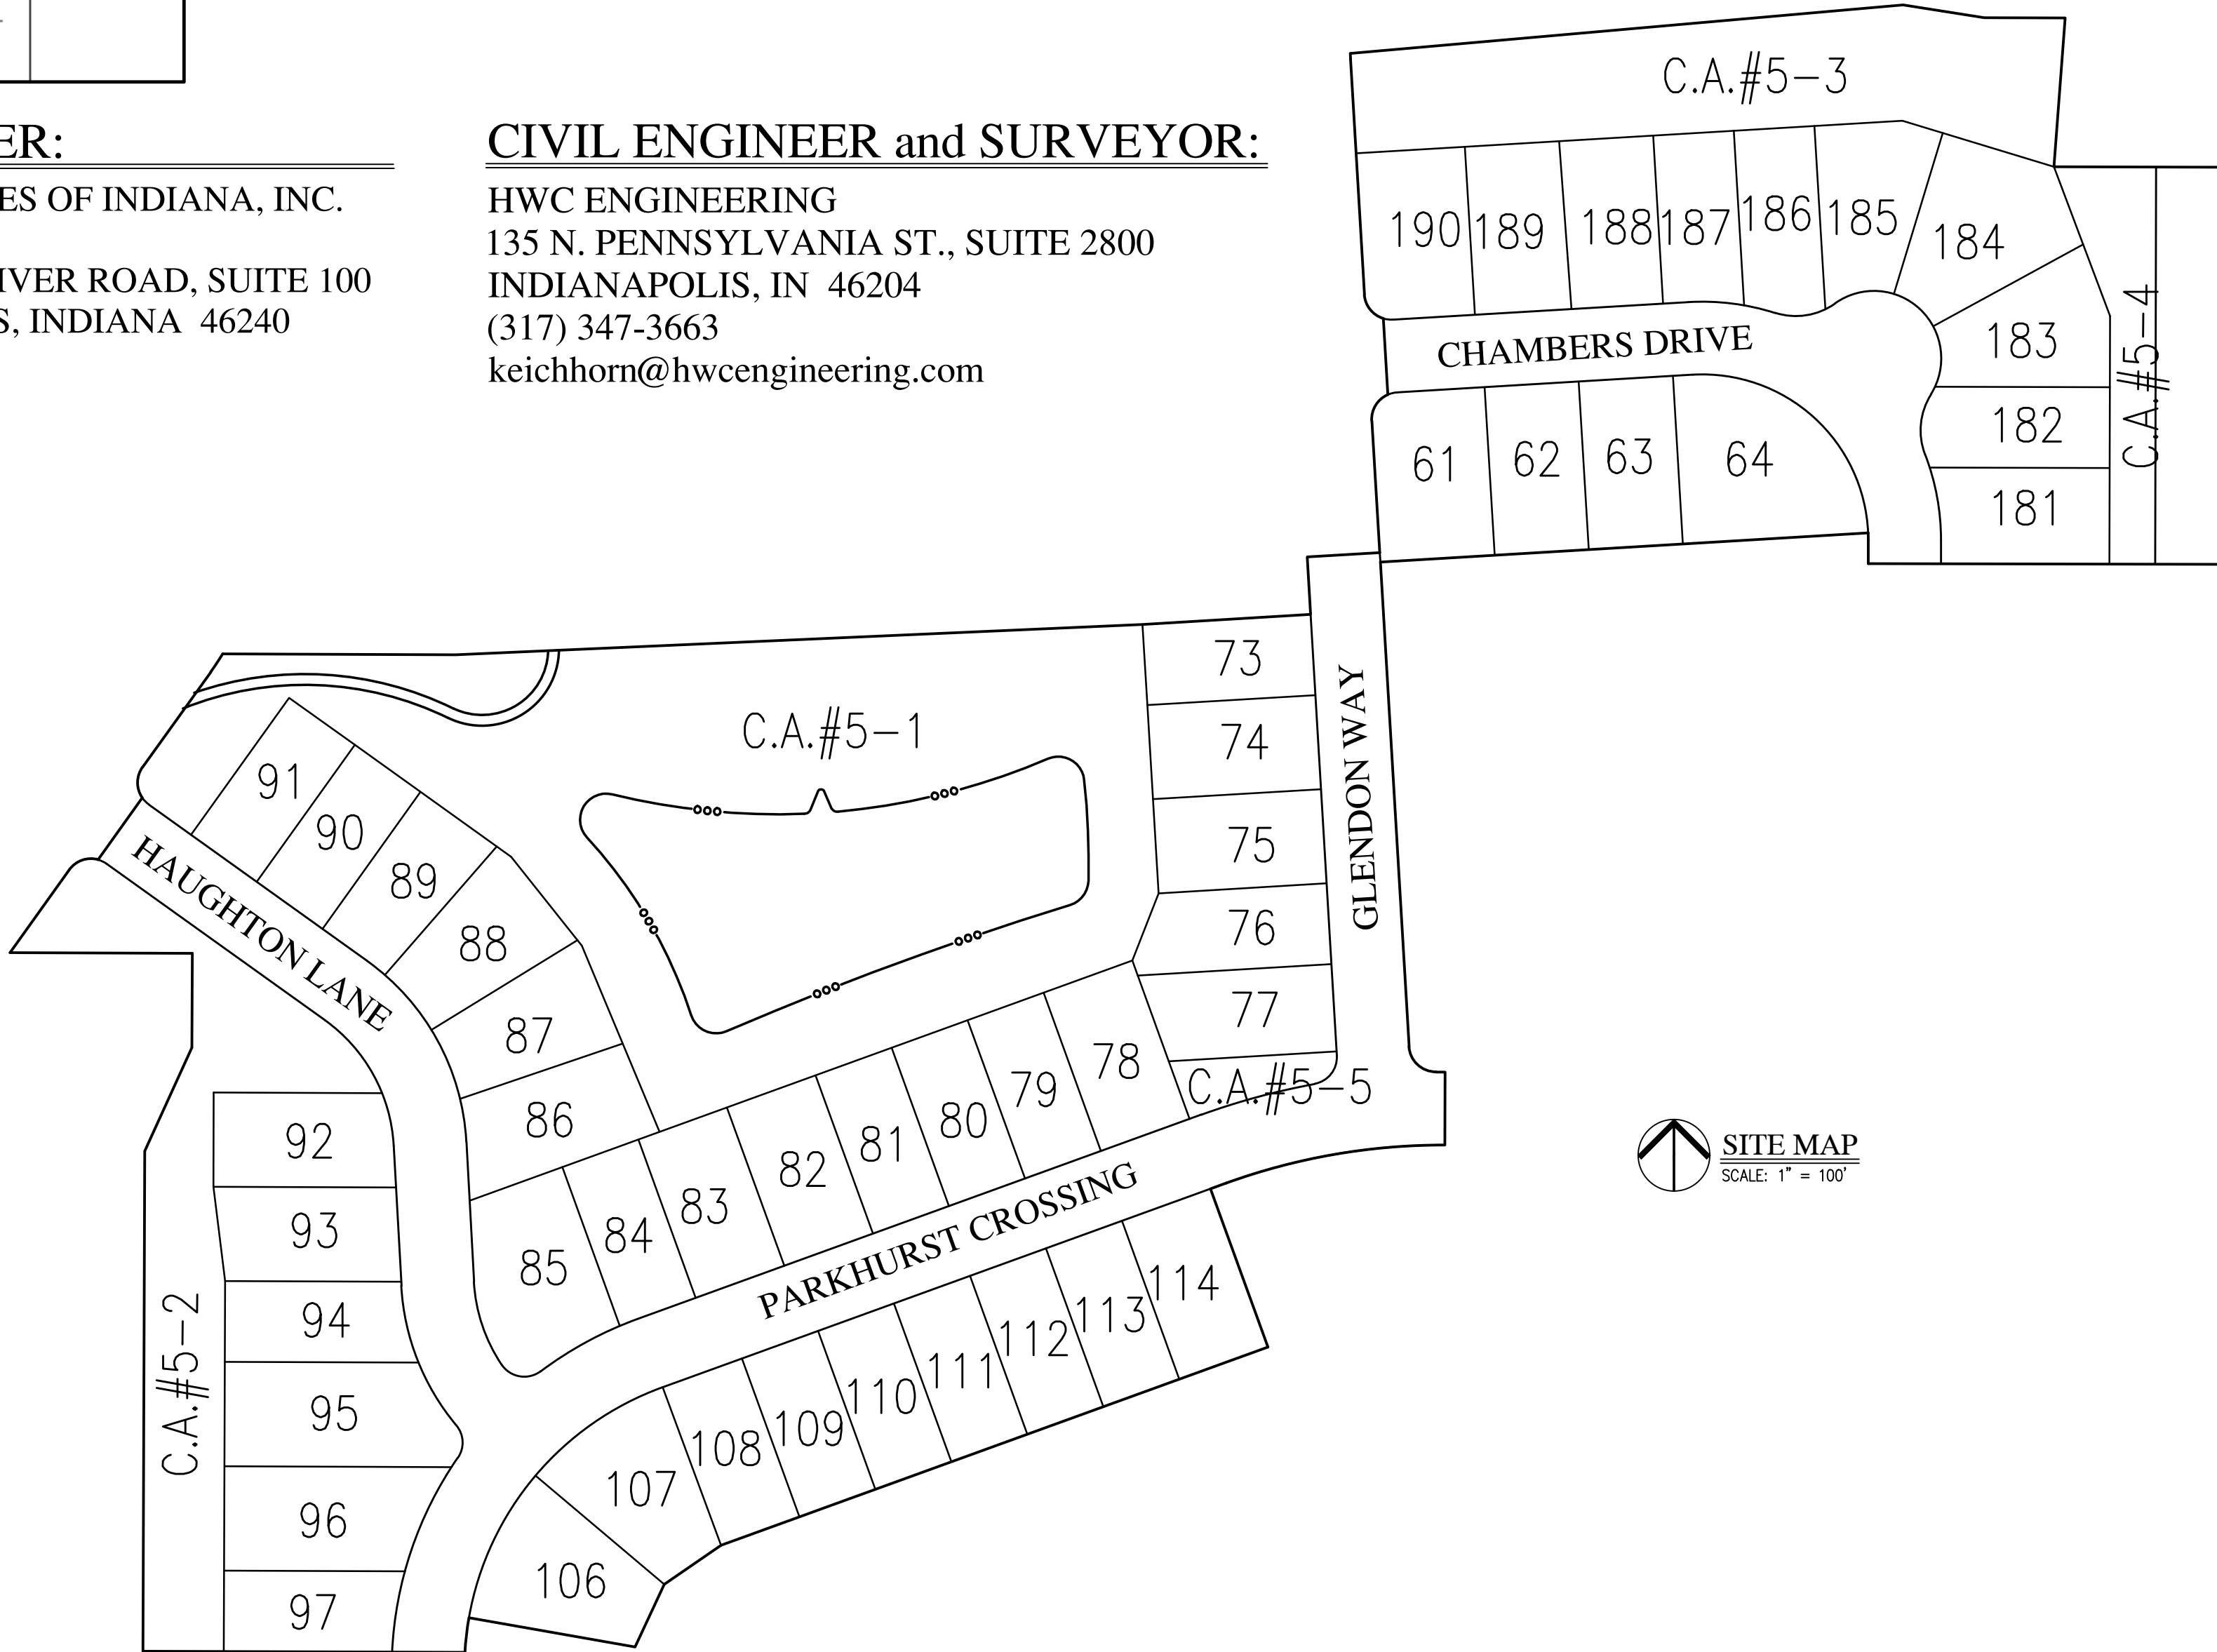 ER:
ES OF INDIANA, INC.
IVER ROAD, SUITE 100
S, INDIANA 46240
CIVIL ENGINEER and SURVEYOR:
HWC ENGINEERING
135 N. PENNSYLVANIA ST., SUITE 2800
INDIANAPOLIS, IN 46204
(317) 347-3663
keichhorn@hwcengineering.com
C.A.#5-3
190
189
188
187
186
185
184
183
182
181
C.A.#5-4
CHAMBERS DRIVE
61
62
63
64
73
74
75
76
77
GLENDON WAY
C.A.#5-1
C.A.#5-5
91
90
89
88
87
86
HAUGHTON LANE
85
84
83
82
81
80
79
78
PARKHURST CROSSING
92
93
94
95
96
97
C.A.#5-2
106
107
108
109
110
111
112
113
114
SITE MAP
SCALE: 1" = 100'